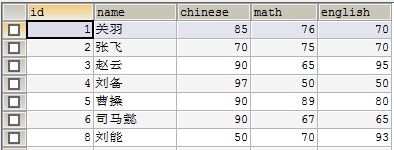 id name chinese math english
1 关羽 85 76 70
2 张飞 70 75 70
3 赵云 90 65 95
4 刘备 97 50 50
5 曹操 90 89 80
6 司马懿 90 67 65
8 刘能 50 70 93